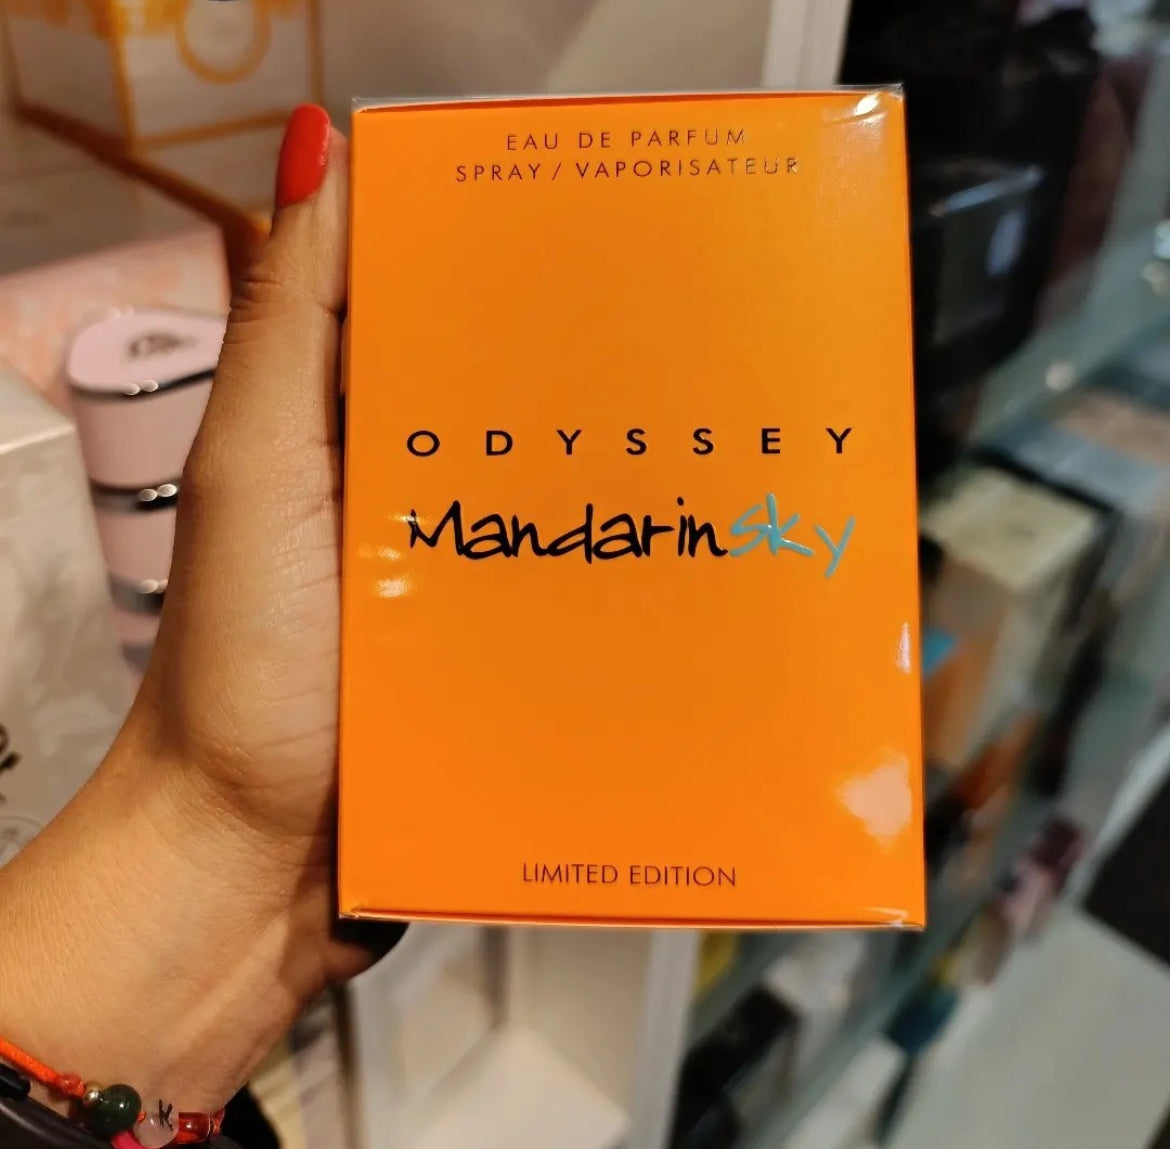 EAU DE PARFUM
SPRAY / VAPORISATEUR
ODYSSEY
Mandarinsky
LIMITED EDITION
K